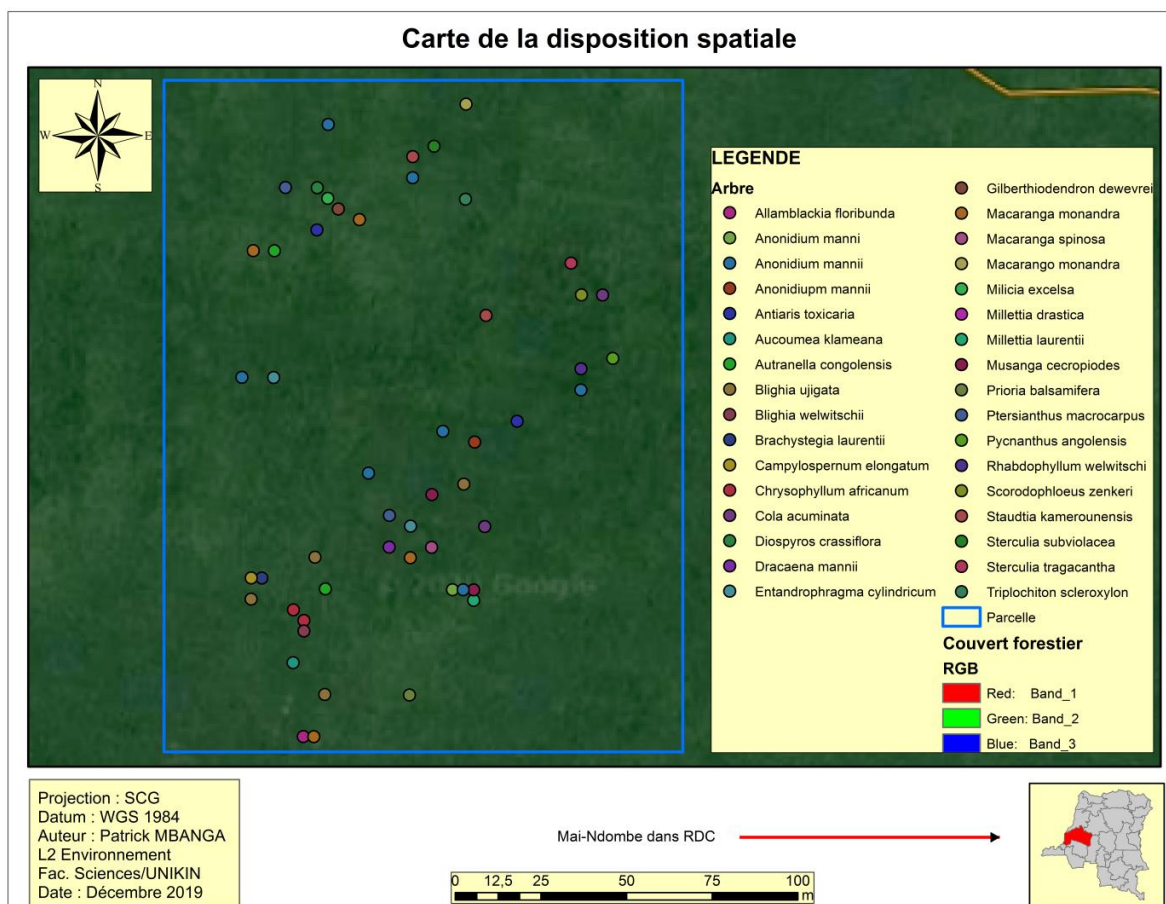 Carte de la disposition spatiale
N
W E
S
LEGENDE
Arbre
Allamblackia floribunda
Anonidium manni
Anonidium mannii
Anonidiupm mannii
Antiaris toxicaria
Aucoumea klameana
Autranella congolensis
Blighia ujigata
Blighia welwitschii
Brachystegia laurentii
Campylospernum elongatum
Chrysophyllum africanum
Cola acuminata
Diospyros crassiflora
Dracaena mannii
Entandrophragma cylindricum
Gilberthiodendron dewevrei
Macaranga monandra
Macaranga spinosa
Macarango monandra
Milicia excelsa
Millettia drastica
Millettia laurentii
Musanga cecropiodes
Prioria balsamifera
Ptersianthus macrocarpus
Pycnanthus angolensis
Rhabdophyllum welwitschi
Scorodophloeus zenkeri
Staudtia kamerounensis
Sterculia subviolacea
Sterculia tragacantha
Triplochiton scleroxylon
Parcelle
Couvert forestier
RGB
Red: Band_1
Green: Band_2
Blue: Band_3
Google
Projection : SCG
Datum : WGS 1984
Auteur : Patrick MBANGA
L2 Environnement
Fac. Sciences/UNIKIN
Date : Décembre 2019
Mai-Ndombe dans RDC
0 12,5 25 50 75 100
m